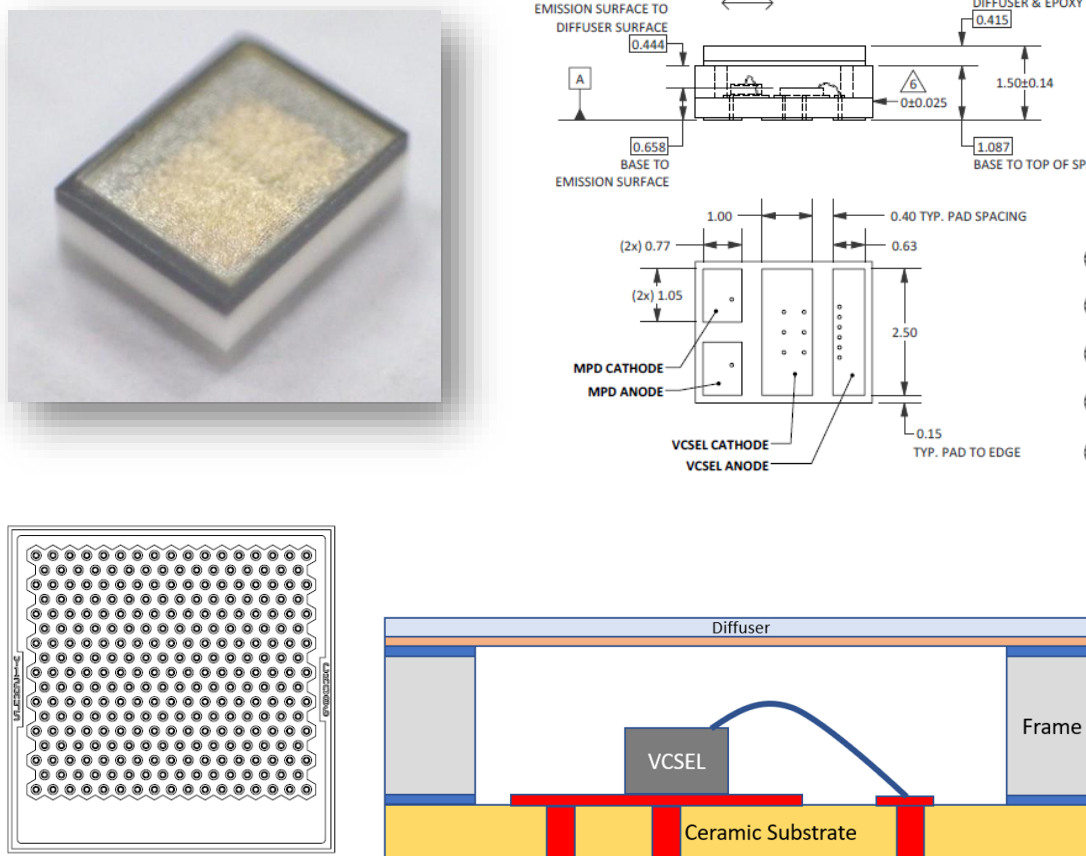 EMISSION SURFACE TO
DIFFUSER SURFACE
0.444
DIFFUSER & EPOXY
0.415
A
6
1.50±0.14
0±0.025
0.658
BASE TO
EMISSION SURFACE
1.087
BASE TO TOP OF SP
1.00
0.40 TYP. PAD SPACING
(2x) 0.77
0.63
(2x) 1.05
2.50
MPD CATHODE
MPD ANODE
VCSEL CATHODE
VCSEL ANODE
0.15
TYP. PAD TO EDGE
Diffuser
VCSEL
Frame
Ceramic Substrate